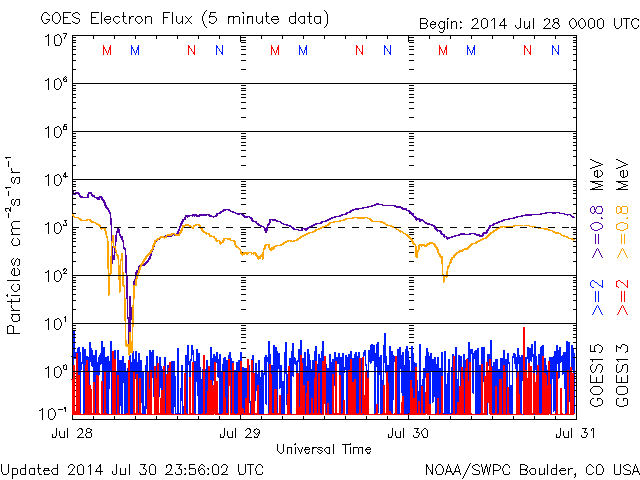 GOES Electron Flux (5 minute data)
Begin: 2014 Jul 28 0000 UTC
10⁷
M M N N M M N N M M N N
10⁶
10⁵
10⁴
10³
10²
10¹
10⁰
10⁻¹
Particles cm⁻²s⁻¹sr⁻¹
Jul 28 Jul 29 Jul 30 Jul 31
Universal Time
GOES15 >=2 >=0.8 MeV
GOES13 >=2 >=0.8 MeV
Updated 2014 Jul 30 23:56:02 UTC
NOAA/SWPC Boulder, CO USA